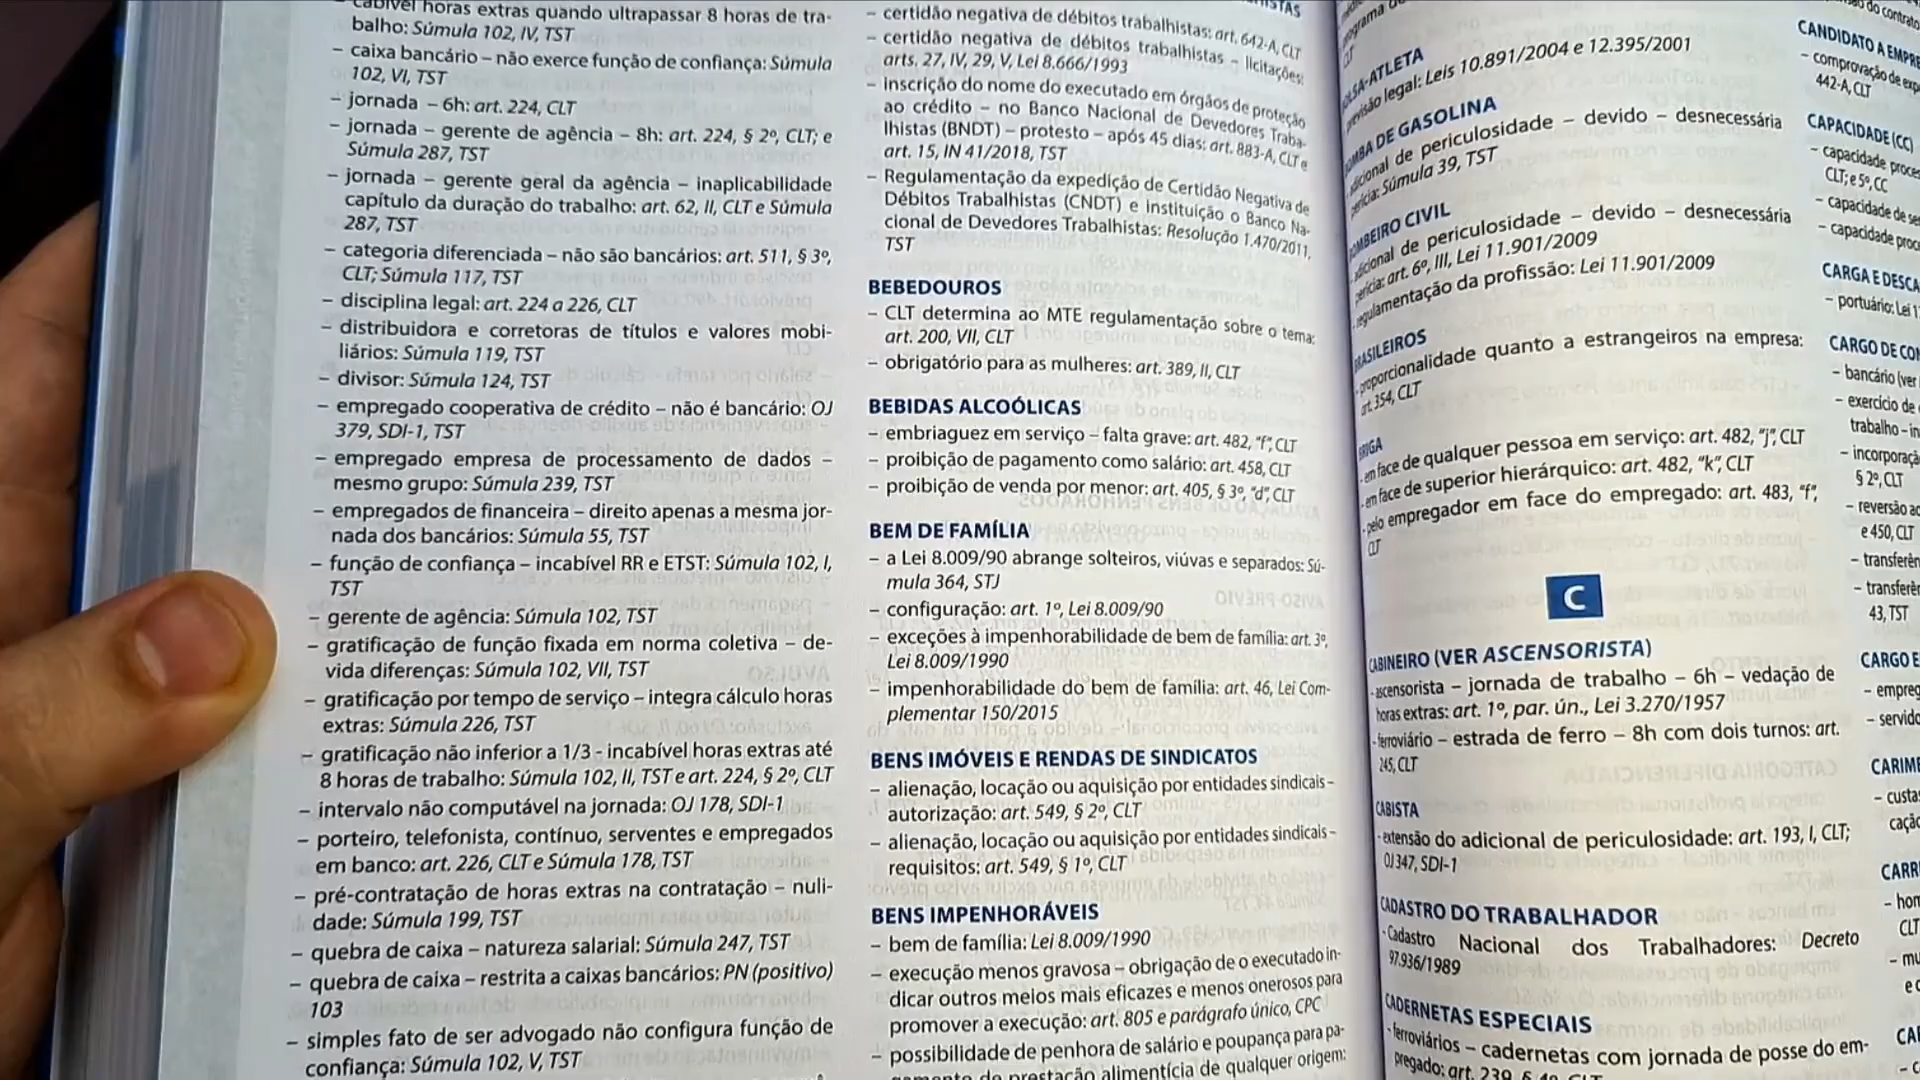 cabível horas extras quando ultrapassar 8 horas de tra-
balho: Súmula 102, IV, TST
– caixa bancário – não exerce função de confiança: Súmula
102, VI, TST
– jornada – 6h: art. 224, CLT
– jornada – gerente de agência – 8h: art. 224, § 2º, CLT; e
Súmula 287, TST
– jornada – gerente geral da agência – inaplicabilidade
capítulo da duração do trabalho: art. 62, II, CLT e Súmula
287, TST
– categoria diferenciada – não são bancários: art. 511, § 3º,
CLT; Súmula 117, TST
– disciplina legal: art. 224 a 226, CLT
– distribuidora e corretoras de títulos e valores mobi-
liários: Súmula 119, TST
– divisor: Súmula 124, TST
– empregado cooperativa de crédito – não é bancário: OJ
379, SDI-1, TST
– empregado empresa de processamento de dados –
mesmo grupo: Súmula 239, TST
– empregados de financeira – direito apenas a mesma jor-
nada dos bancários: Súmula 55, TST
– função de confiança – incabível RR e ETST: Súmula 102, I,
TST
– gerente de agência: Súmula 102, TST
– gratificação de função fixada em norma coletiva – de-
vida diferenças: Súmula 102, VII, TST
– gratificação por tempo de serviço – integra cálculo horas
extras: Súmula 226, TST
– gratificação não inferior a 1/3 - incabível horas extras até
8 horas de trabalho: Súmula 102, II, TST e art. 224, § 2º, CLT
– intervalo não computável na jornada: OJ 178, SDI-1
– porteiro, telefonista, contínuo, serventes e empregados
em banco: art. 226, CLT e Súmula 178, TST
– pré-contratação de horas extras na contratação – nuli-
dade: Súmula 199, TST
– quebra de caixa – natureza salarial: Súmula 247, TST
– quebra de caixa – restrita a caixas bancários: PN (positivo)
103
– simples fato de ser advogado não configura função de
confiança: Súmula 102, V, TST
– certidão negativa de débitos trabalhistas: art. 642-A, CLT
– certidão negativa de débitos trabalhistas – licitações:
arts. 27, IV, 29, V, Lei 8.666/1993
– Inscrição do nome do executado em órgãos de proteção
ao crédito – no Banco Nacional de Devedores Traba-
lhistas (BNDT) – protesto – após 45 dias: art. 883-A, CLT e
art. 15, IN 41/2018, TST
– Regulamentação da expedição de Certidão Negativa de
Débitos Trabalhistas (CNDT) e Instituição o Banco Na-
cional de Devedores Trabalhistas: Resolução 1.470/2011,
TST
BEBEDOUROS
– CLT determina ao MTE regulamentação sobre o tema:
art. 200, VII, CLT
– obrigatório para as mulheres: art. 389, II, CLT
BEBIDAS ALCOÓLICAS
– embriaguez em serviço – falta grave: art. 482, "f", CLT
– proibição de pagamento como salário: art. 458, CLT
– proibição de venda por menor: art. 405, § 3º, "d", CLT
BEM DE FAMÍLIA
– a Lei 8.009/90 abrange solteiros, viúvas e separados: Sú-
mula 364, STJ
– configuração: art. 1º, Lei 8.009/90
– exceções à impenhorabilidade de bem de família: art. 3º,
Lei 8.009/1990
– impenhorabilidade do bem de família: art. 46, Lei Com-
plementar 150/2015
BENS IMÓVEIS E RENDAS DE SINDICATOS
– alienação, locação ou aquisição por entidades sindicais –
autorização: art. 549, § 2º, CLT
– alienação, locação ou aquisição por entidades sindicais –
requisitos: art. 549, § 1º, CLT
BENS IMPENHORÁVEIS
– bem de família: Lei 8.009/1990
– execução menos gravosa – obrigação de o executado in-
dicar outros meios mais eficazes e menos onerosos para
promover a execução: art. 805 e parágrafo único, CPC
– possibilidade de penhora de salário e poupança para pa-
gamento de prestação alimentícia de qualquer origem:
programa
CLT
BOLSA-ATLETA
previsão legal: Leis 10.891/2004 e 12.395/2001
BOMBA DE GASOLINA
adicional de periculosidade – devido – desnecessária
perícia: Súmula 39, TST
BOMBEIRO CIVIL
adicional de periculosidade – devido – desnecessária
perícia: art. 6º, III, Lei 11.901/2009
regulamentação da profissão: Lei 11.901/2009
BRASILEIROS
proporcionalidade quanto a estrangeiros na empresa:
art. 354, CLT
BRIGA
- em face de qualquer pessoa em serviço: art. 482, "j", CLT
- em face de superior hierárquico: art. 482, "k", CLT
- pelo empregador em face do empregado: art. 483, "f",
CLT
C
CABINEIRO (VER ASCENSORISTA)
- ascensorista – jornada de trabalho – 6h – vedação de
horas extras: art. 1º, par. ún., Lei 3.270/1957
- ferroviário – estrada de ferro – 8h com dois turnos: art.
245, CLT
CABISTA
- extensão do adicional de periculosidade: art. 193, I, CLT;
OJ 347, SDI-1
CADASTRO DO TRABALHADOR
- Cadastro Nacional dos Trabalhadores: Decreto
97.936/1989
CADERNETAS ESPECIAIS
- ferroviários – cadernetas com jornada de posse do em-
pregado: art. 239, § 4º, CLT
do contrato
CANDIDATO A EMPRE
– comprovação de exp
442-A, CLT
CAPACIDADE (CC)
– capacidade proces
CLT; e 5º, CC
– capacidade de se
– capacidade proc
CARGA E DESCA
– portuário: Lei 1
CARGO DE CON
– bancário (ver
– exercício de
trabalho – in
– incorporaçã
§ 2º, CLT
– reversão ao
e 450, CLT
– transferên
– transferê
43, TST
CARGO E
– empreg
– servido
CARIM
– custa
cação
CARR
– hor
CLT
– mu
e c
CA